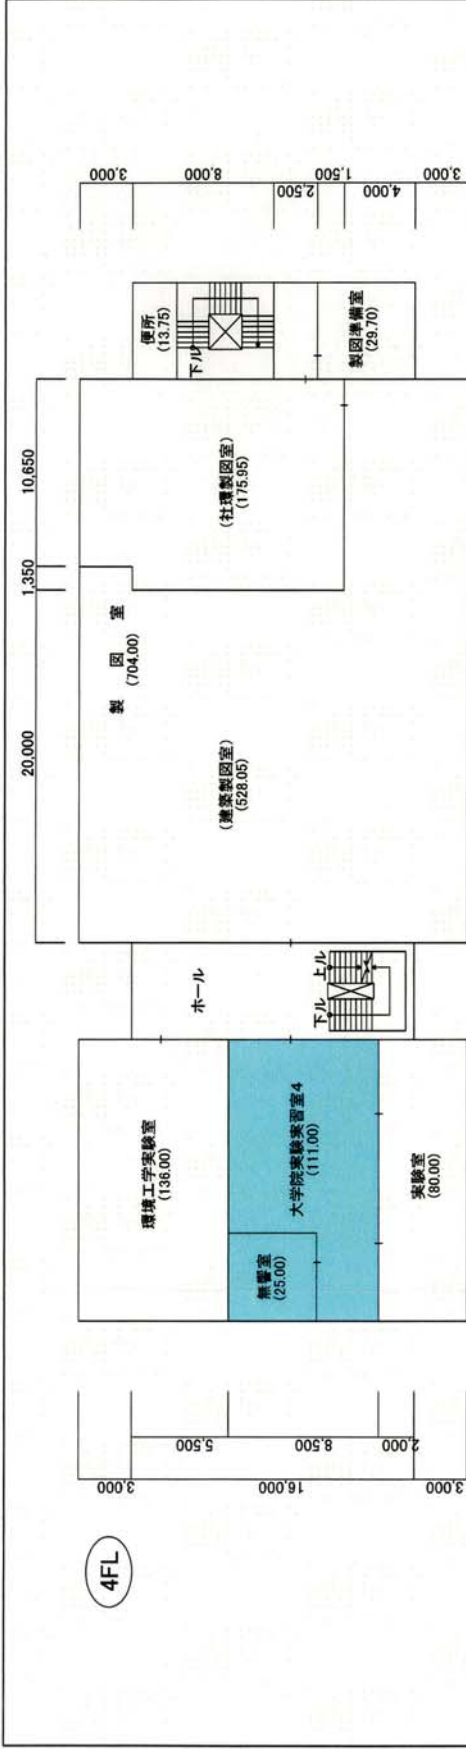 4FL
20,000
1,350
10,650
3,000
16,000
3,000
5,500
8,500
2,000
環境工学実験室
(136.00)
無響室
(25.00)
大学院実験実習室4
(111.00)
実験室
(80.00)
ホール
下ル
上ル
製図室
(704.00)
(建築製図室)
(528.05)
(社環製図室)
(175.95)
便所
(13.75)
下ル
製図準備室
(29.70)
3,000
8,000
2,500
1,500
4,000
3,000